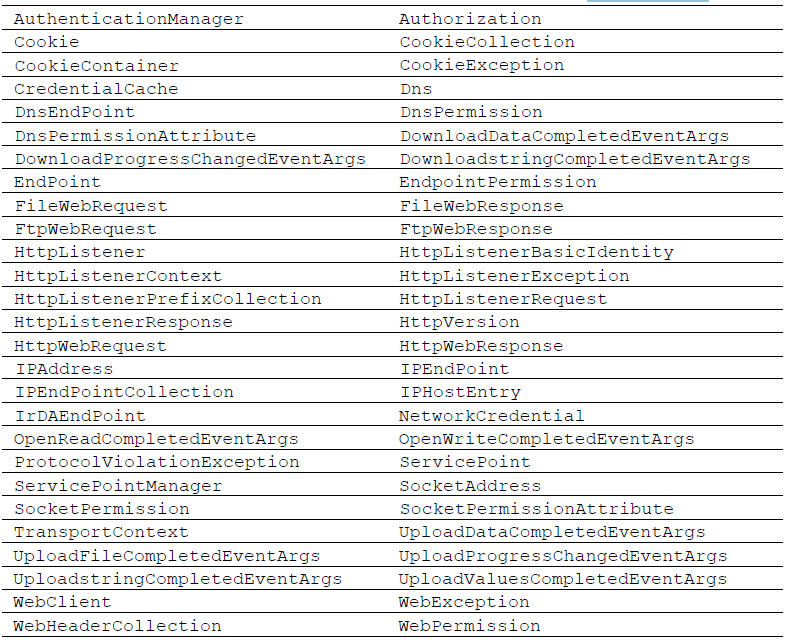 AuthenticationManager Authorization
Cookie CookieCollection
CookieContainer CookieException
CredentialCache Dns
DnsEndPoint DnsPermission
DnsPermissionAttribute DownloadDataCompletedEventArgs
DownloadProgressChangedEventArgs DownloadstringCompletedEventArgs
EndPoint EndpointPermission
FileWebRequest FileWebResponse
FtpWebRequest FtpWebResponse
HttpListener HttpListenerBasicIdentity
HttpListenerContext HttpListenerException
HttpListenerPrefixCollection HttpListenerRequest
HttpListenerResponse HttpVersion
HttpWebRequest HttpWebResponse
IPAddress IPEndPoint
IPEndPointCollection IPHostEntry
IrDAEndPoint NetworkCredential
OpenReadCompletedEventArgs OpenWriteCompletedEventArgs
ProtocolViolationException ServicePoint
ServicePointManager SocketAddress
SocketPermission SocketPermissionAttribute
TransportContext UploadDataCompletedEventArgs
UploadFileCompletedEventArgs UploadProgressChangedEventArgs
UploadstringCompletedEventArgs UploadValuesCompletedEventArgs
WebClient WebException
WebHeaderCollection WebPermission